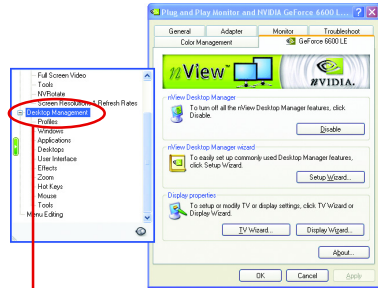 Full Screen Video
Tools
NVRotate
Screen Resolutions & Refresh Rates
Desktop Management
Profiles
Windows
Applications
Desktops
User Interface
Effects
Zoom
Hot Keys
Mouse
Tools
Menu Editing
Plug and Play Monitor and NVIDIA GeForce 6600 L...
General Adapter Monitor Troubleshoot
Color Management GeForce 6600 LE
nView™
NVIDIA.
nView Desktop Manager
To turn off all the nView Desktop Manager features, click
Disable.
Disable
nView Desktop Manager wizard
To easily set up commonly used Desktop Manager features,
click Setup Wizard.
Setup Wizard...
Display properties
To setup or modify TV or display settings, click TV Wizard or
Display Wizard.
TV Wizard... Display Wizard...
About...
OK Cancel Apply